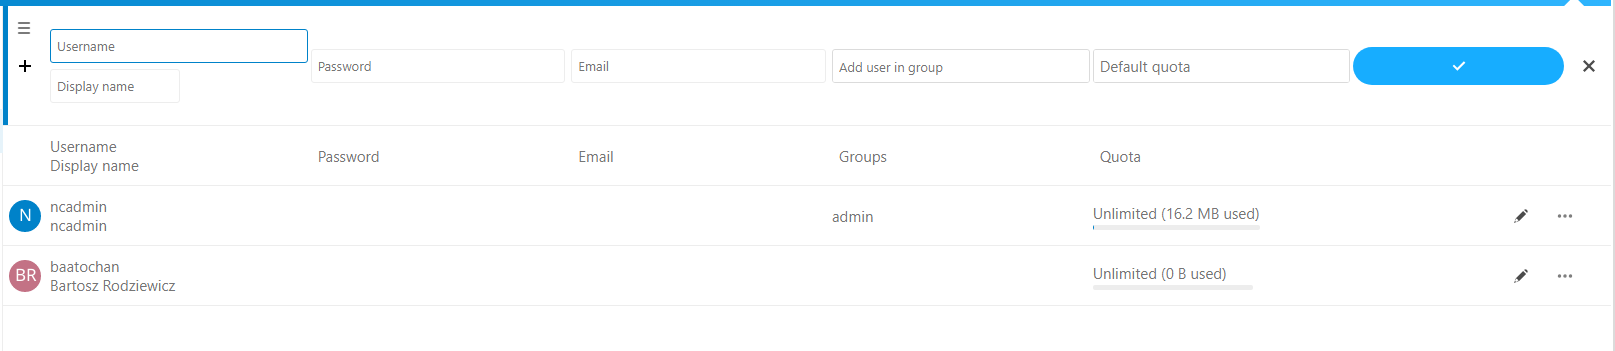 Username
Display name
Password
Email
Add user in group
Default quota
Username
Display name
Password
Email
Groups
Quota
N
ncadmin
ncadmin
admin
Unlimited (16.2 MB used)
BR
baatochan
Bartosz Rodziewicz
Unlimited (0 B used)